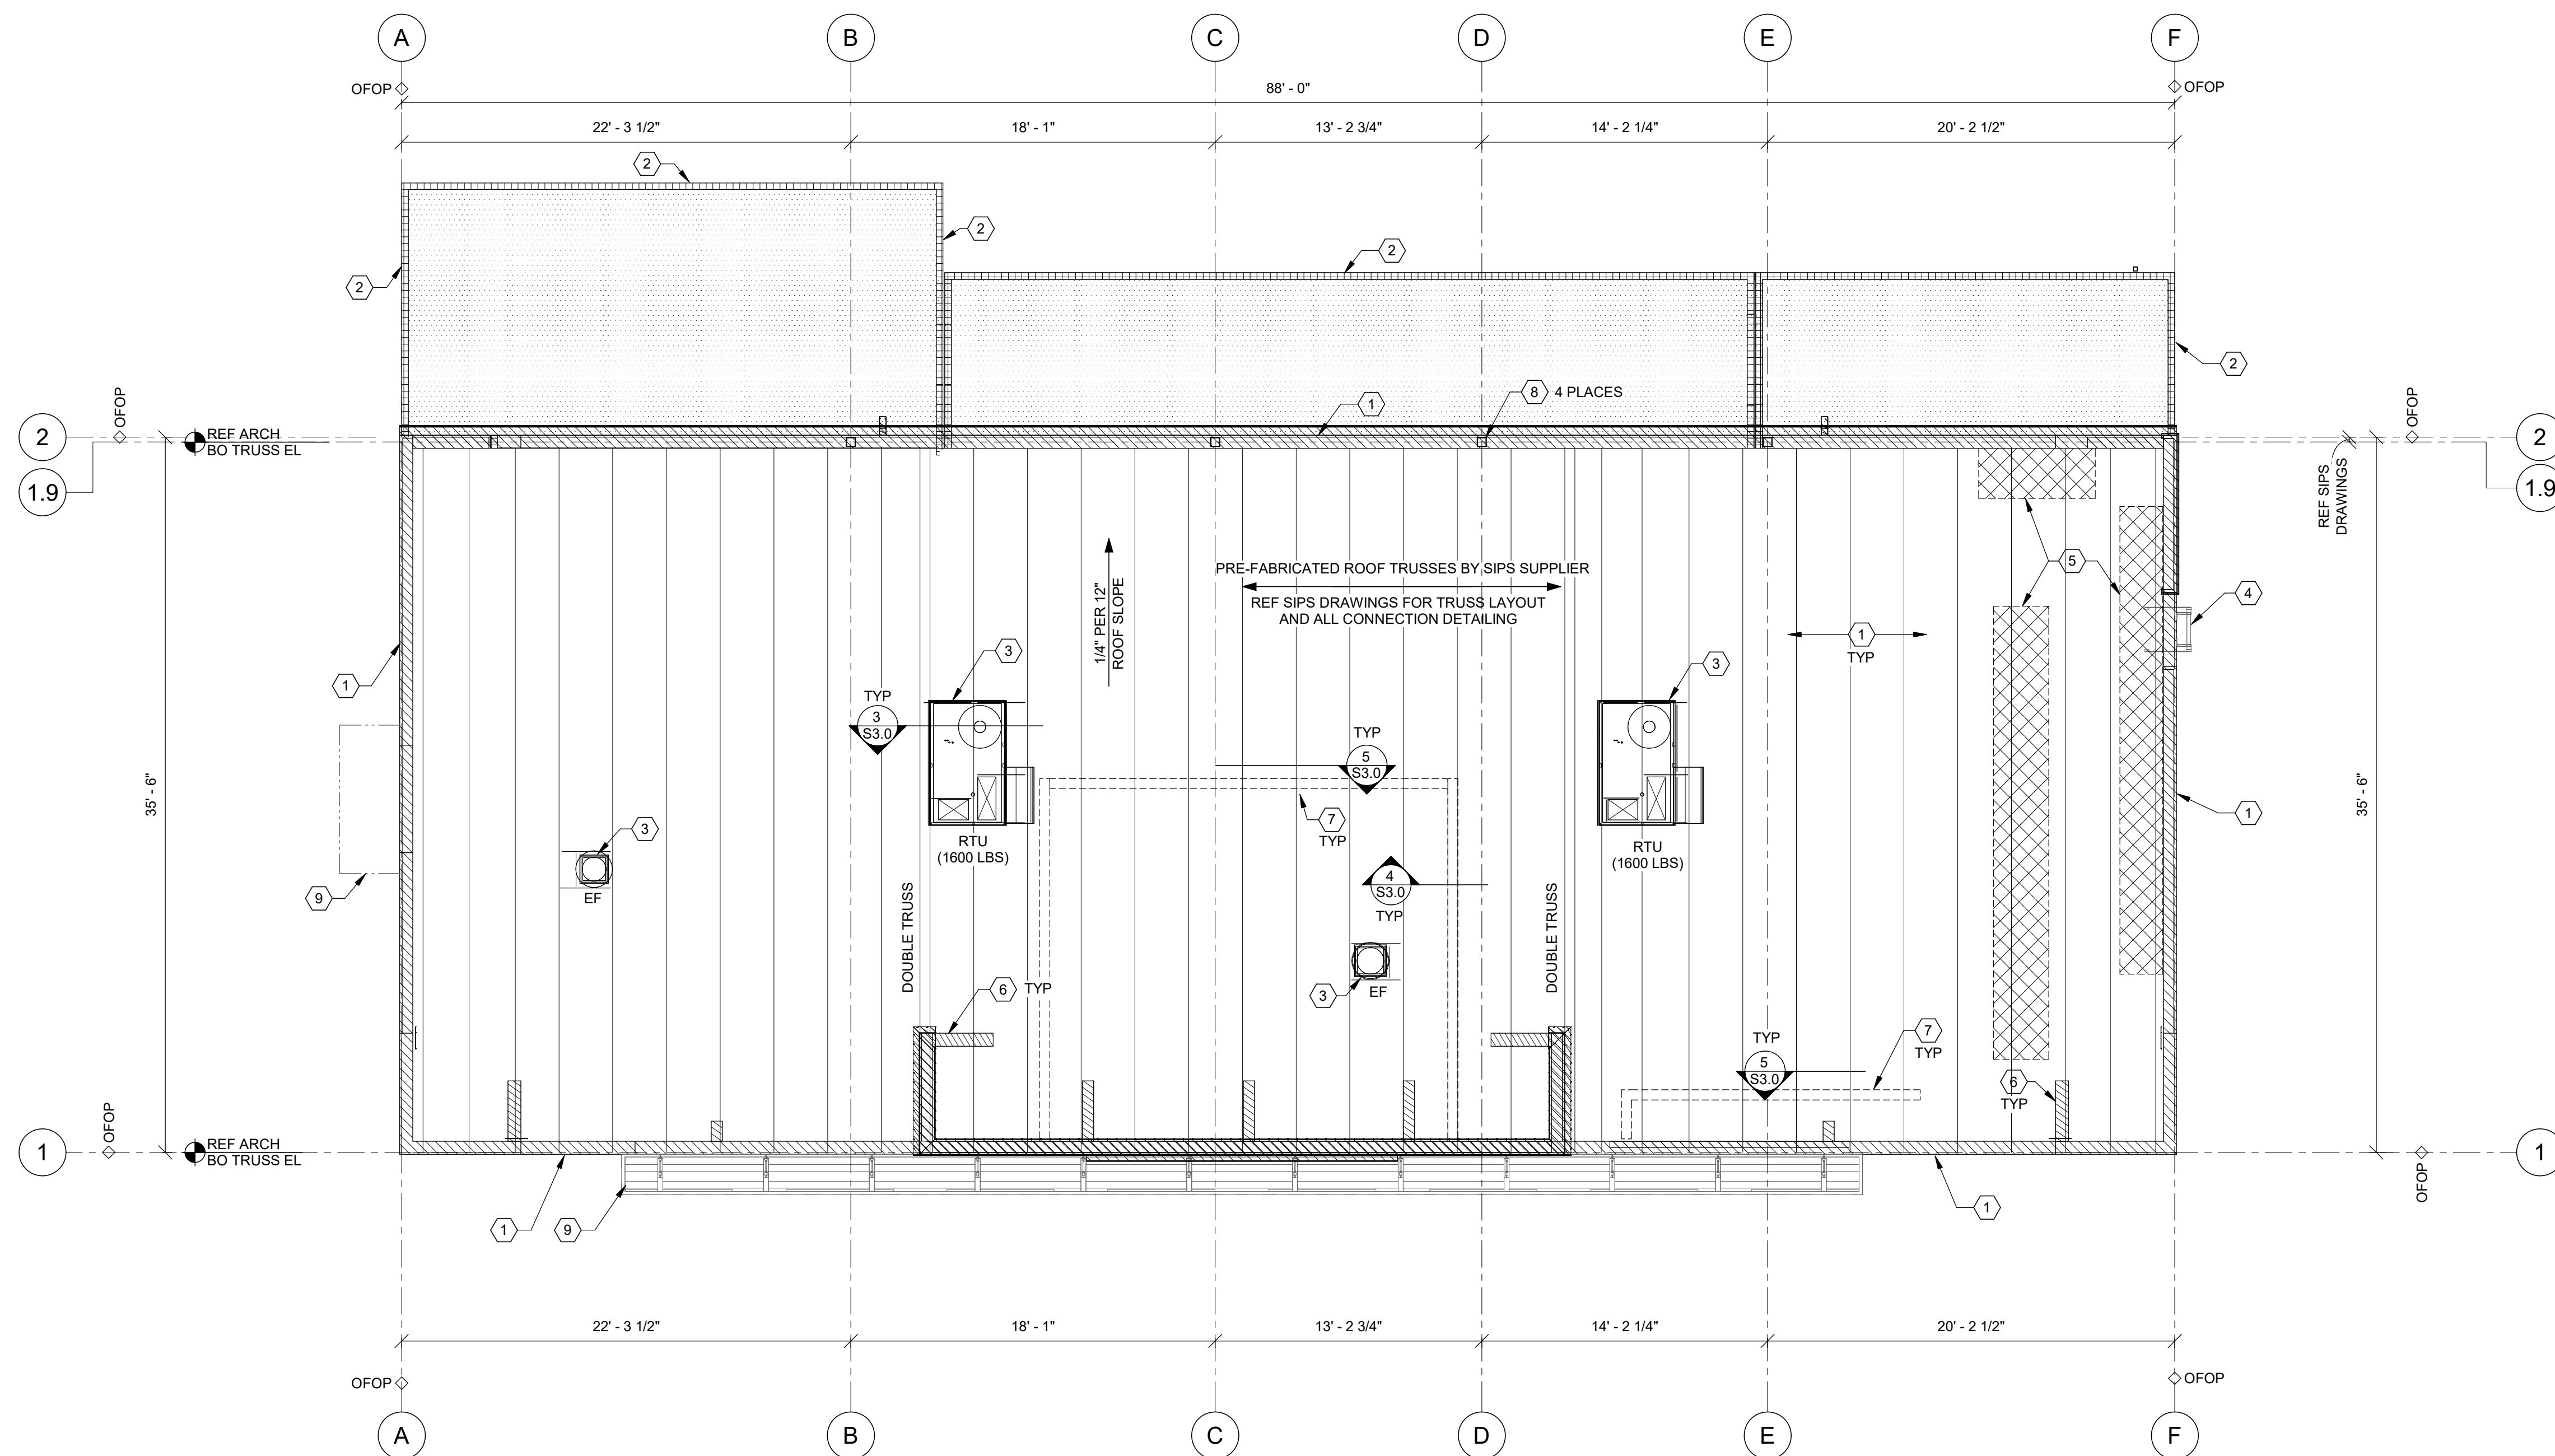 A
B
C
D
E
F
OFOP
OFOP
88' - 0"
22' - 3 1/2"
18' - 1"
13' - 2 3/4"
14' - 2 1/4"
20' - 2 1/2"
2
2
2
2
2
8 4 PLACES
1
OFOP
OFOP
2
REF ARCH
BO TRUSS EL
2
1.9
1.9
REF SIPS
DRAWINGS
5
PRE-FABRICATED ROOF TRUSSES BY SIPS SUPPLIER
REF SIPS DRAWINGS FOR TRUSS LAYOUT
AND ALL CONNECTION DETAILING
1/4" PER 12"
ROOF SLOPE
4
1
TYP
3
3
1
TYP
3
S3.0
TYP
5
S3.0
35' - 6"
35' - 6"
1
7
TYP
3
RTU
(1600 LBS)
RTU
(1600 LBS)
4
S3.0
TYP
9
EF
DOUBLE TRUSS
DOUBLE TRUSS
6 TYP
3
EF
TYP
5
S3.0
7
TYP
6
TYP
OFOP
OFOP
1
REF ARCH
BO TRUSS EL
1
1
9
1
22' - 3 1/2"
18' - 1"
13' - 2 3/4"
14' - 2 1/4"
20' - 2 1/2"
OFOP
OFOP
A
B
C
D
E
F